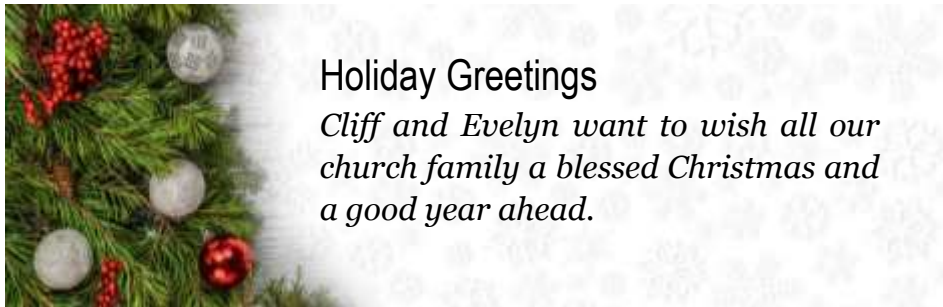 Holiday Greetings
Cliff and Evelyn want to wish all our
church family a blessed Christmas and
a good year ahead.